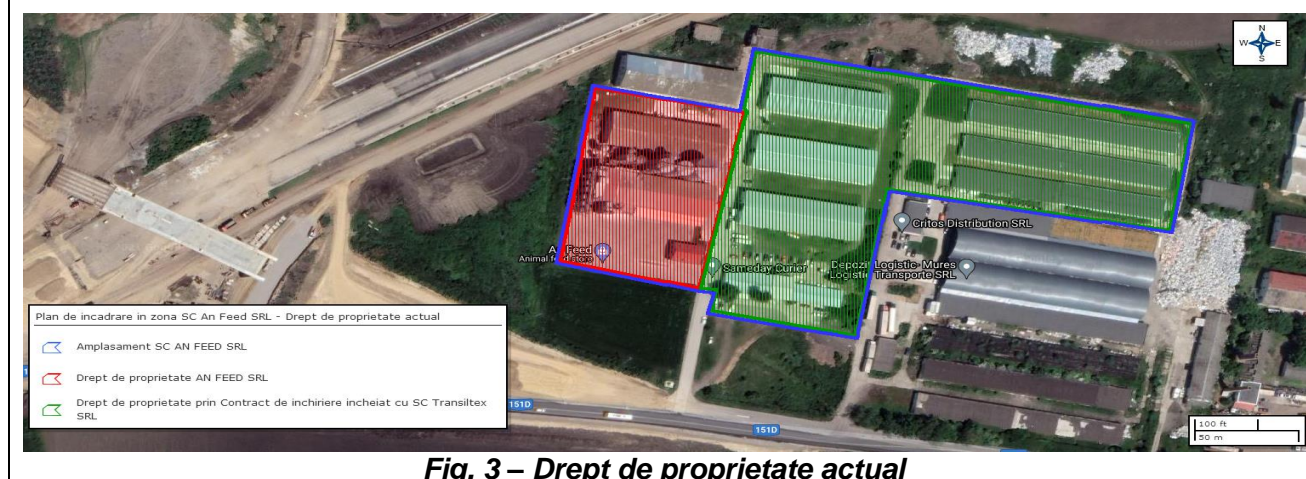 N
W E
S
An Feed
Animal feed store
Sameday Curier
Critos Distribution SRL
Depozit Logistic-Mures
Logistic Transporte SRL
Plan de incadrare in zona SC An Feed SRL - Drept de proprietate actual
Amplasament SC AN FEED SRL
Drept de proprietate AN FEED SRL
Drept de proprietate prin Contract de inchiriere incheiat cu SC Transiltex
SRL
151D
151D
100 ft
50 m
Fig. 3 – Drept de proprietate actual